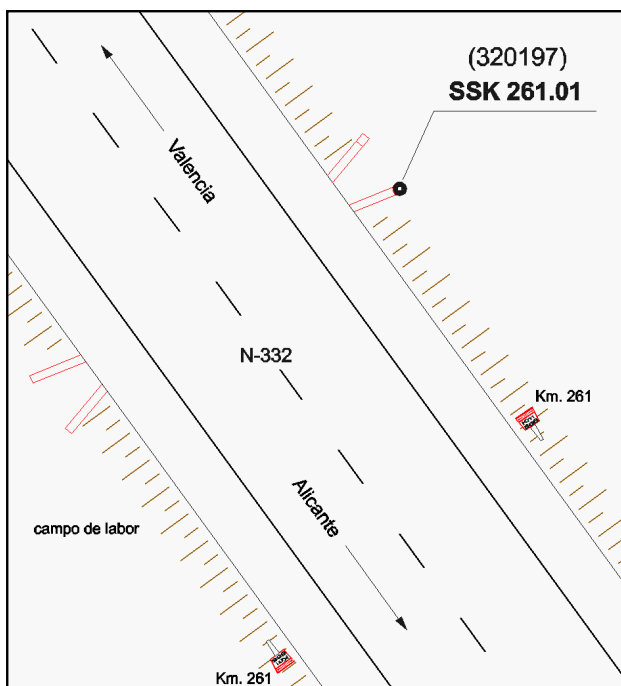 (320197)
SSK 261.01
Valencia
N-332
Km. 261
Alicante
campo de labor
Km. 261